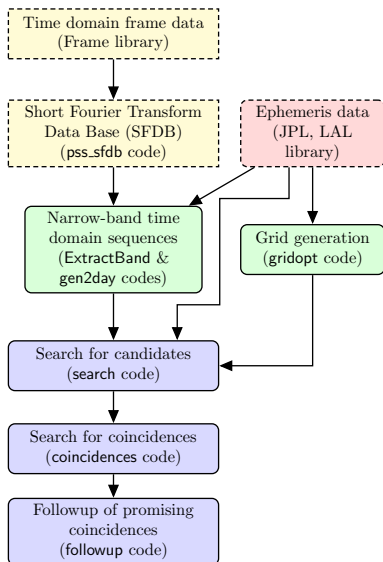 Time domain frame data
(Frame library)
Short Fourier Transform
Data Base (SFDB)
(pss_sfdb code)
Ephemeris data
(JPL, LAL
library)
Narrow-band time
domain sequences
(ExtractBand &
gen2day codes)
Grid generation
(gridopt code)
Search for candidates
(search code)
Search for coincidences
(coincidences code)
Followup of promising
coincidences
(followup code)